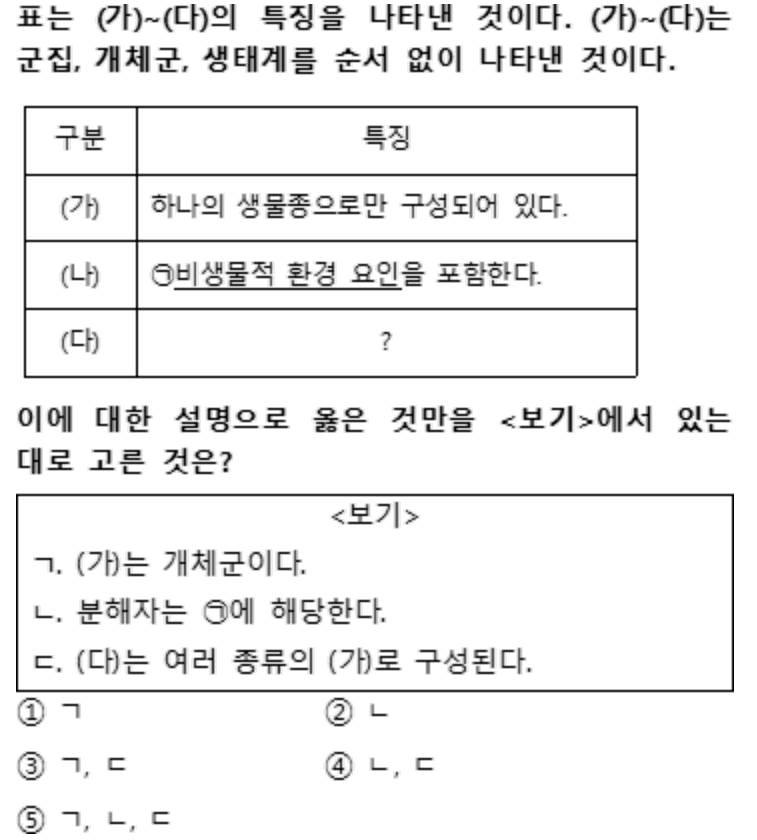 표는 (가)~(다)의 특징을 나타낸 것이다. (가)~(다)는
군집, 개체군, 생태계를 순서 없이 나타낸 것이다.
구분 특징
(가) 하나의 생물종으로만 구성되어 있다.
(나) ㉠비생물적 환경 요인을 포함한다.
(다) ?
이에 대한 설명으로 옳은 것만을 <보기>에서 있는
대로 고른 것은?
<보기>
ㄱ. (가)는 개체군이다.
ㄴ. 분해자는 ㉠에 해당한다.
ㄷ. (다)는 여러 종류의 (가)로 구성된다.
① ㄱ ② ㄴ
③ ㄱ, ㄷ ④ ㄴ, ㄷ
⑤ ㄱ, ㄴ, ㄷ